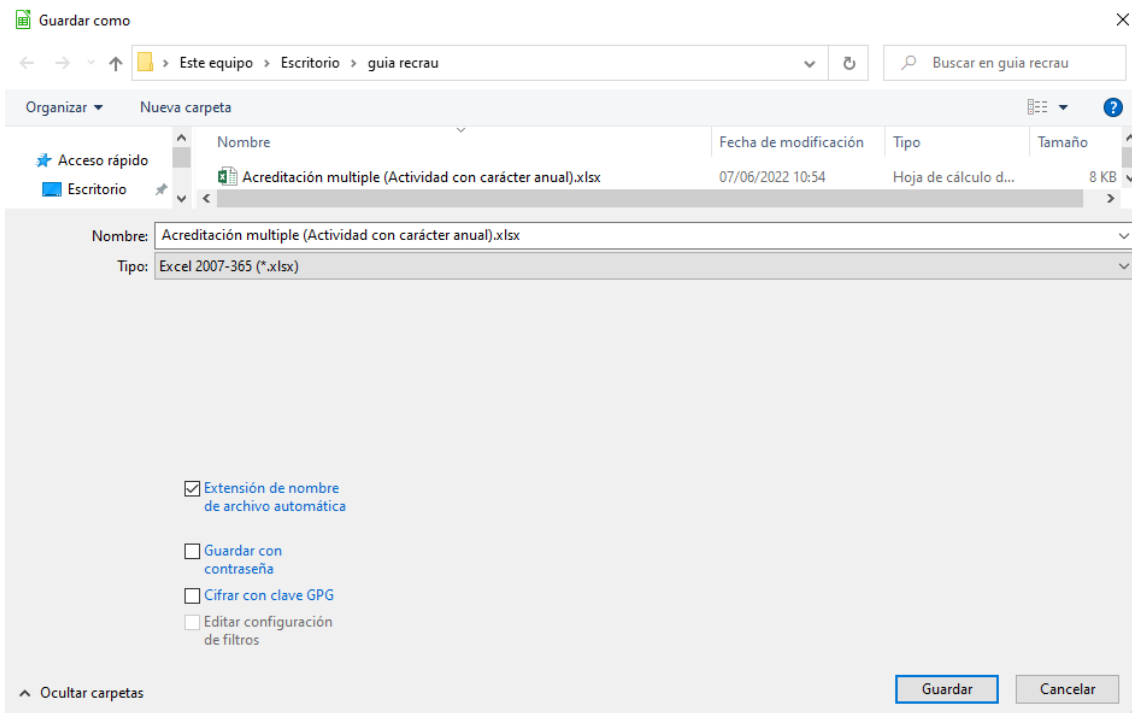 Guardar como
Este equipo > Escritorio > guia recrau
Buscar en guia recrau
Organizar
Nueva carpeta
Nombre Fecha de modificación Tipo Tamaño
Acceso rápido
Escritorio
Acreditación multiple (Actividad con carácter anual).xlsx 07/06/2022 10:54 Hoja de cálculo d... 8 KB
Nombre: Acreditación multiple (Actividad con carácter anual).xlsx
Tipo: Excel 2007-365 (*.xlsx)
Extensión de nombre
de archivo automática
Guardar con
contraseña
Cifrar con clave GPG
Editar configuración
de filtros
Ocultar carpetas
Guardar
Cancelar